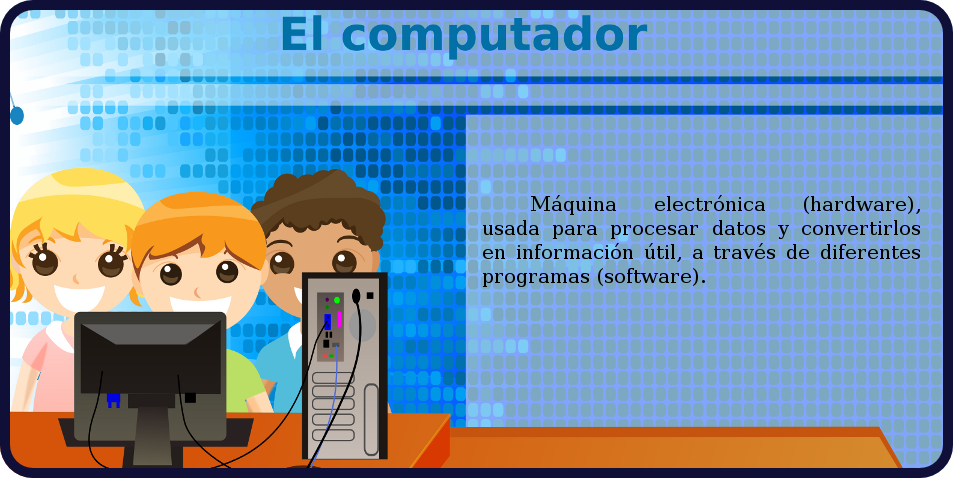 El computador
Máquina electrónica (hardware),
usada para procesar datos y convertirlos
en información útil, a través de diferentes
programas (software).